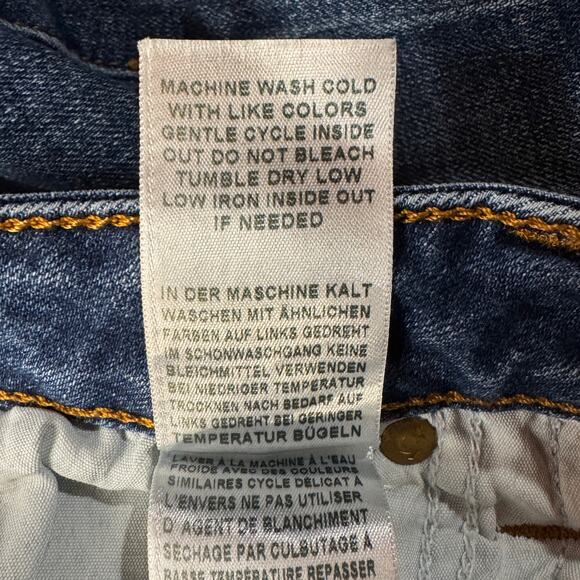 MACHINE WASH COLD
WITH LIKE COLORS
GENTLE CYCLE INSIDE
OUT DO NOT BLEACH
TUMBLE DRY LOW
LOW IRON INSIDE OUT
IF NEEDED
IN DER MASCHINE KALT
WASCHEN MIT ÄHNLICHEN
FARBEN AUF LINKS GEDREHT
IM SCHONWASCHGANG KEINE
BLEICHMITTEL VERWENDEN
BEI NIEDRIGER TEMPERATUR
TROCKNEN NACH BEDARF AUF
LINKS GEDREHT BEI GERINGER
TEMPERATUR BÜGELN
LAVER À LA MACHINE À L'EAU
FROIDE AVEC DES COULEURS
SIMILAIRES CYCLE DÉLICAT À
L'ENVERS NE PAS UTILISER
D' AGENT DE BLANCHIMENT
SÉCHAGE PAR CULBUTAGE À
BASSE TEMPÉRATURE REPASSER